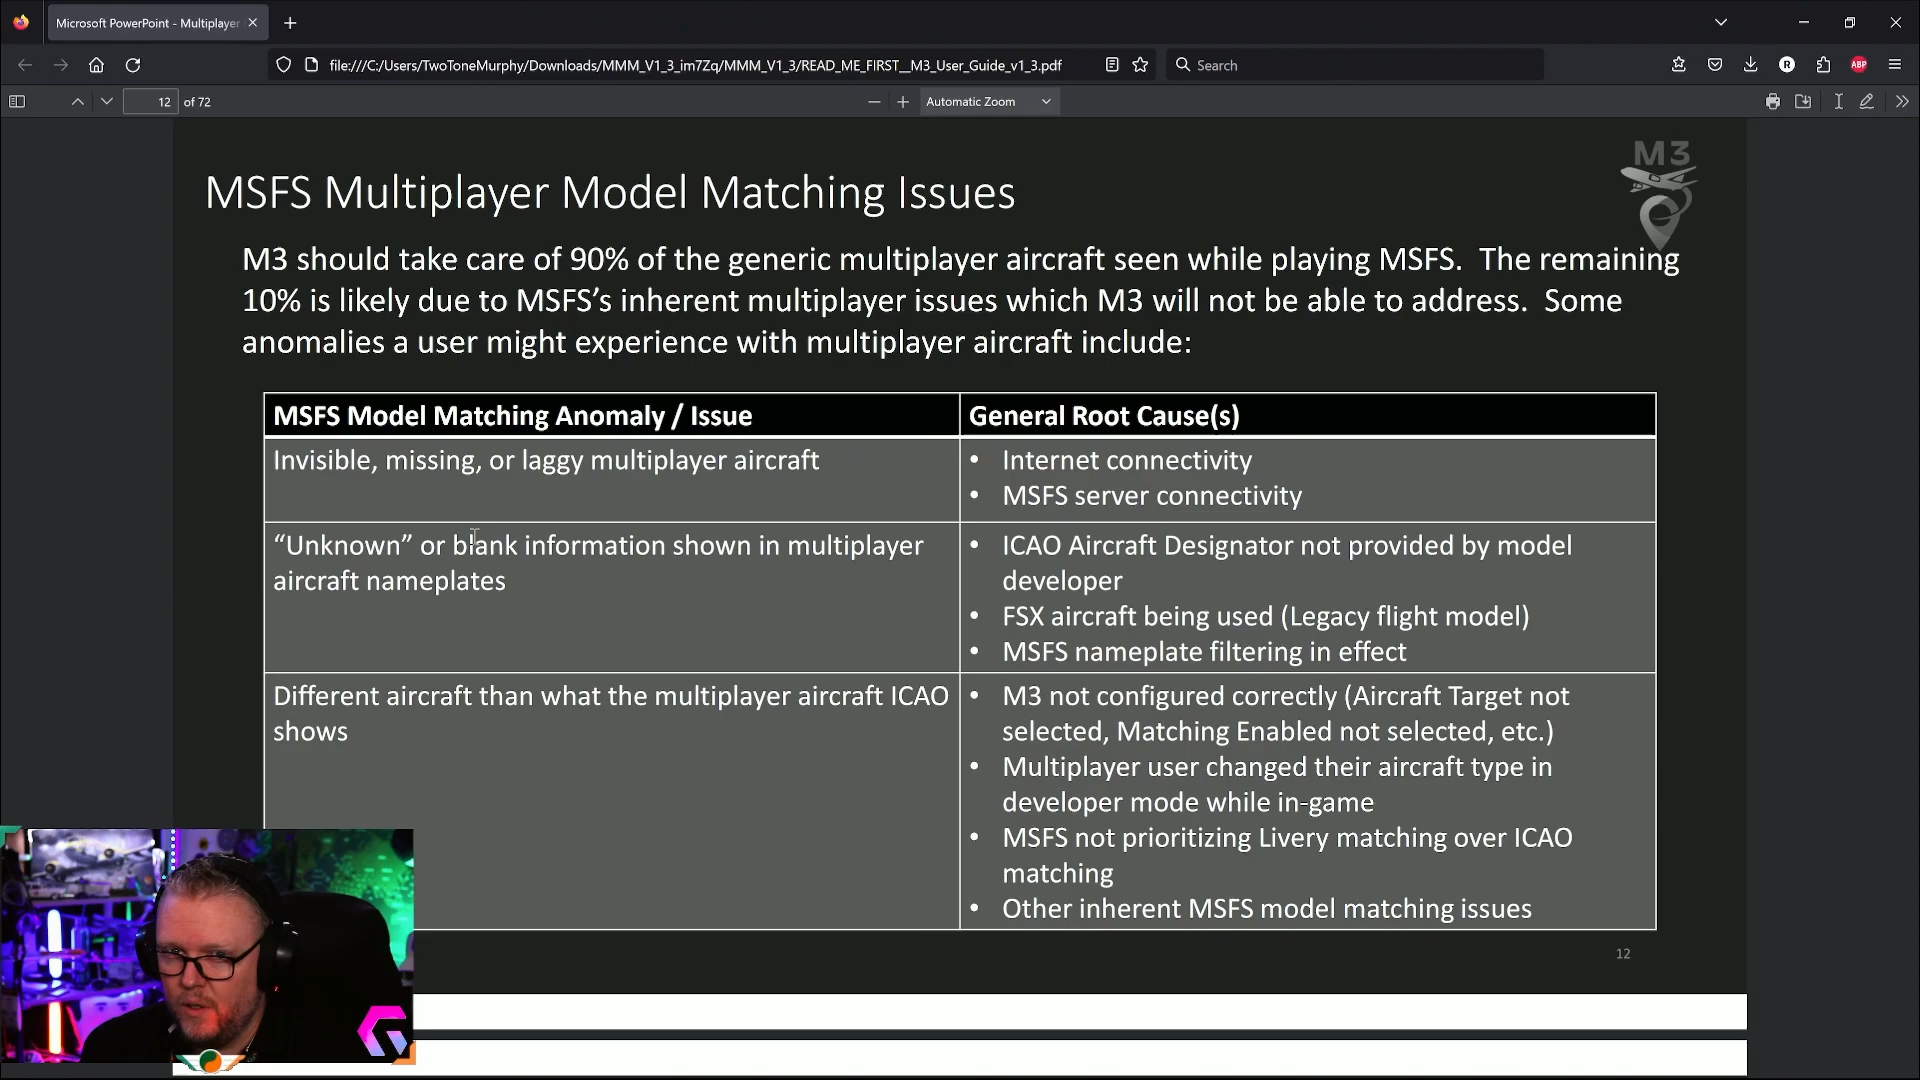 Microsoft PowerPoint - Multiplayer
file:///C:/Users/TwoToneMurphy/Downloads/MMM_V1_3_im7Zq/MMM_V1_3/READ_ME_FIRST__M3_User_Guide_v1_3.pdf
Search
R
ABP
12 of 72
Automatic Zoom
M3
MSFS Multiplayer Model Matching Issues
M3 should take care of 90% of the generic multiplayer aircraft seen while playing MSFS. The remaining
10% is likely due to MSFS’s inherent multiplayer issues which M3 will not be able to address. Some
anomalies a user might experience with multiplayer aircraft include:
MSFS Model Matching Anomaly / Issue
General Root Cause(s)
Invisible, missing, or laggy multiplayer aircraft
• Internet connectivity
• MSFS server connectivity
“Unknown” or blank information shown in multiplayer
aircraft nameplates
• ICAO Aircraft Designator not provided by model
developer
• FSX aircraft being used (Legacy flight model)
• MSFS nameplate filtering in effect
Different aircraft than what the multiplayer aircraft ICAO
shows
• M3 not configured correctly (Aircraft Target not
selected, Matching Enabled not selected, etc.)
• Multiplayer user changed their aircraft type in
developer mode while in-game
• MSFS not prioritizing Livery matching over ICAO
matching
• Other inherent MSFS model matching issues
12